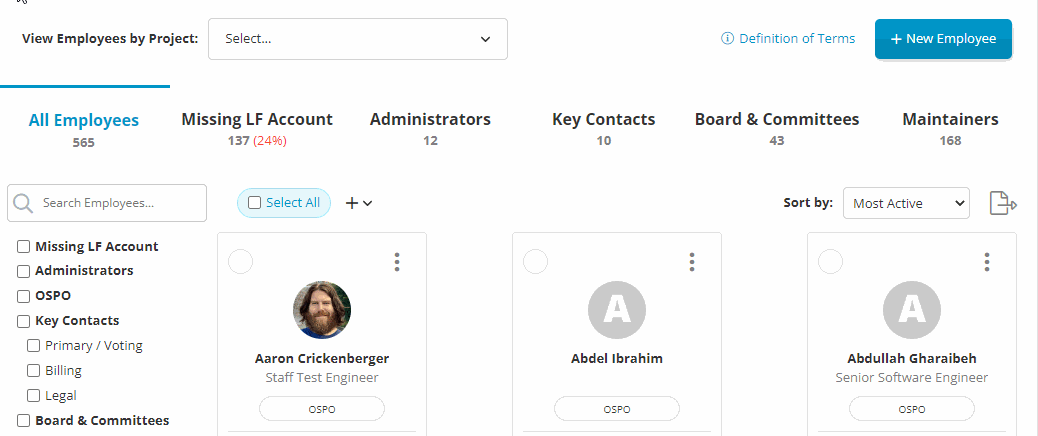 View Employees by Project: Select... Definition of Terms + New Employee
All Employees Missing LF Account Administrators Key Contacts Board & Committees Maintainers
565 137 (24%) 12 10 43 168
Search Employees... Select All Sort by: Most Active
Missing LF Account
Administrators
OSPO
Key Contacts
Primary / Voting
Billing
Legal
Board & Committees
Aaron Crickenberger
Staff Test Engineer
OSPO
A
Abdel Ibrahim
OSPO
A
Abdullah Gharaibeh
Senior Software Engineer
OSPO